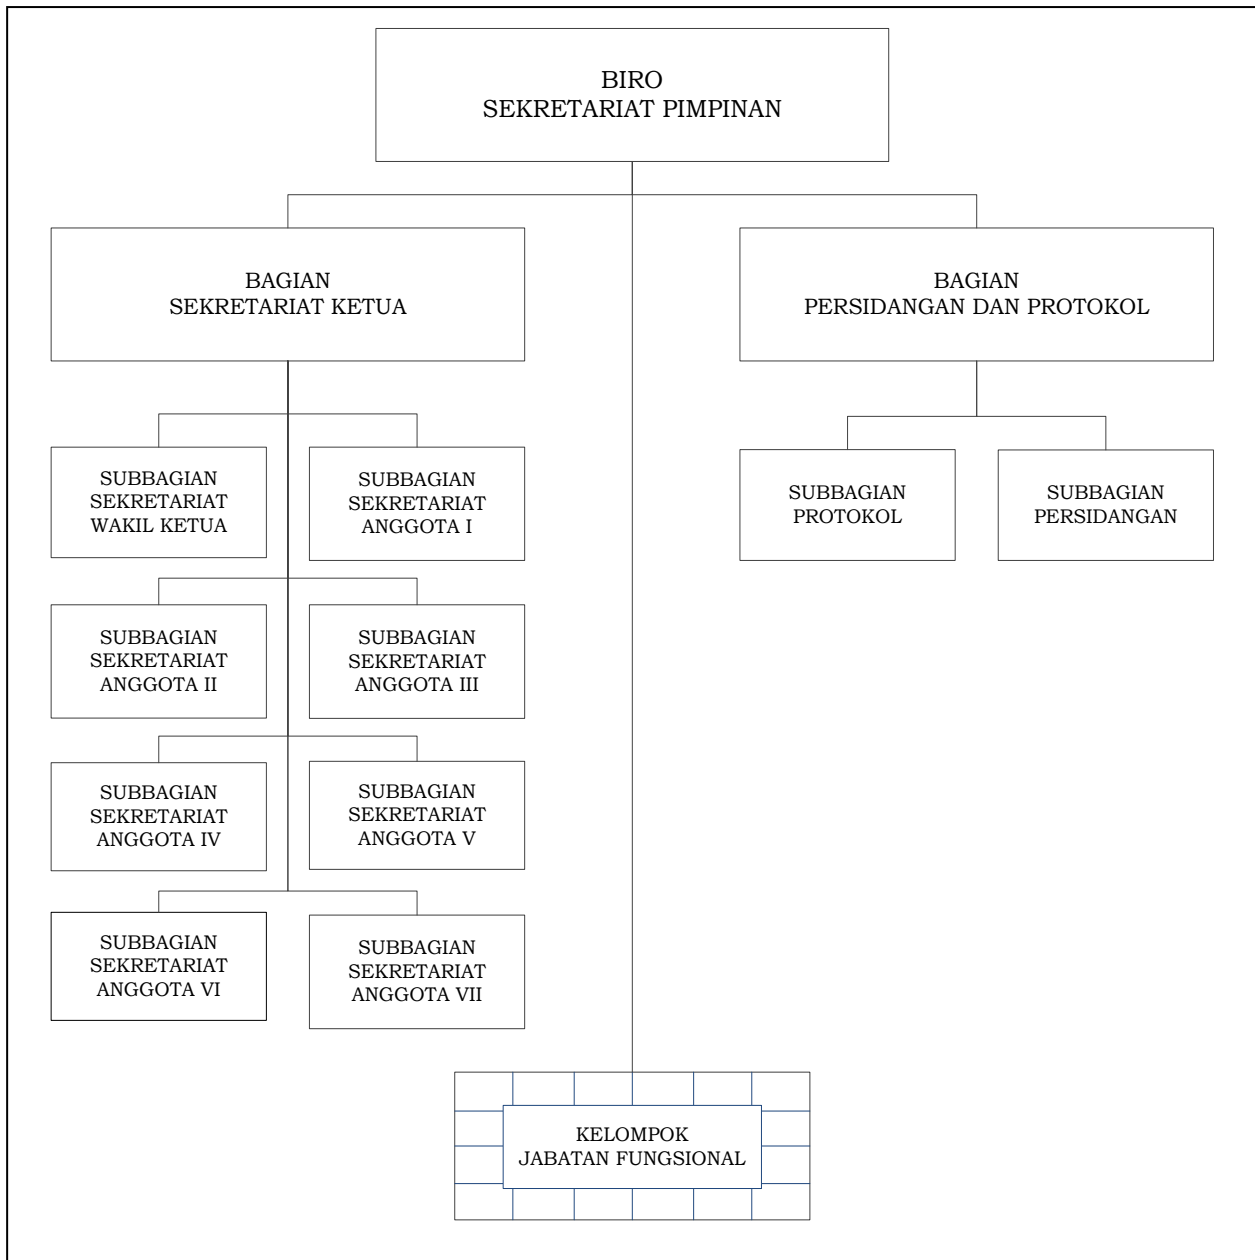 BIRO
SEKRETARIAT PIMPINAN
BAGIAN
SEKRETARIAT KETUA
BAGIAN
PERSIDANGAN DAN PROTOKOL
SUBBAGIAN
SEKRETARIAT
WAKIL KETUA
SUBBAGIAN
SEKRETARIAT
ANGGOTA I
SUBBAGIAN
PROTOKOL
SUBBAGIAN
PERSIDANGAN
SUBBAGIAN
SEKRETARIAT
ANGGOTA II
SUBBAGIAN
SEKRETARIAT
ANGGOTA III
SUBBAGIAN
SEKRETARIAT
ANGGOTA IV
SUBBAGIAN
SEKRETARIAT
ANGGOTA V
SUBBAGIAN
SEKRETARIAT
ANGGOTA VI
SUBBAGIAN
SEKRETARIAT
ANGGOTA VII
KELOMPOK
JABATAN FUNGSIONAL